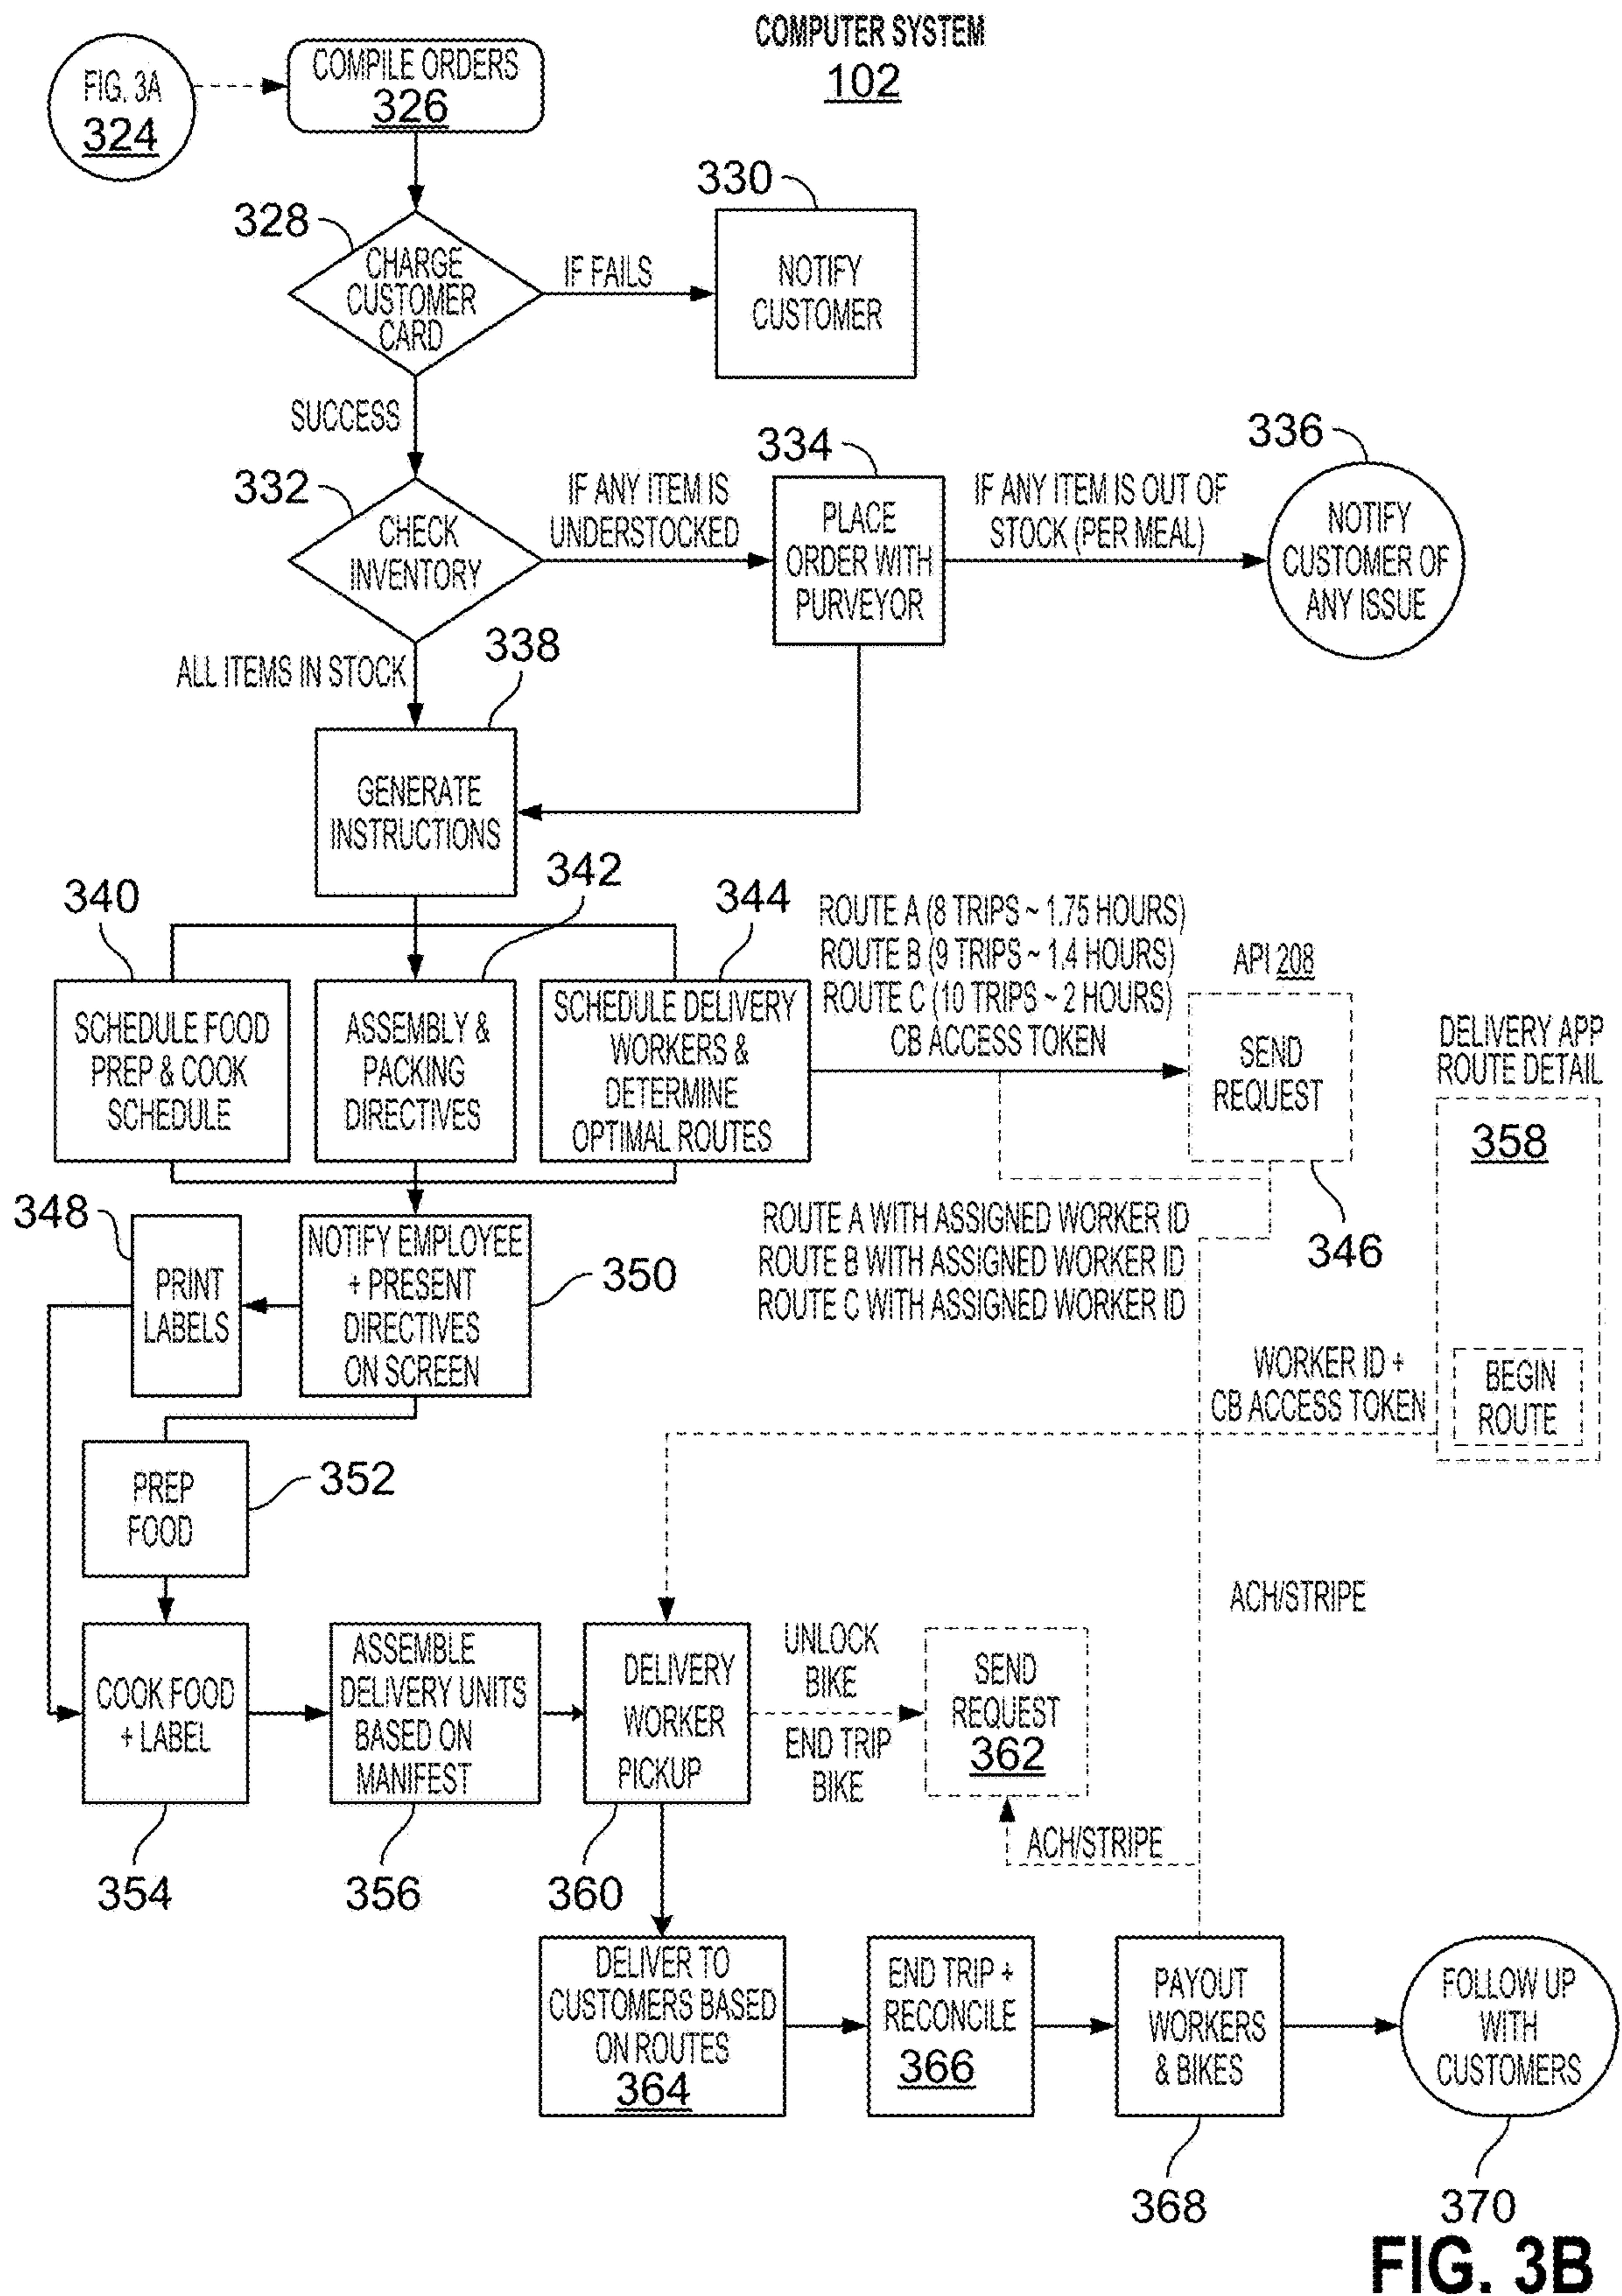 COMPUTER SYSTEM
102
FIG. 3A
324
COMPILE ORDERS
326
328
CHARGE
CUSTOMER
CARD
IF FAILS
330
NOTIFY
CUSTOMER
SUCCESS
332
CHECK
INVENTORY
IF ANY ITEM IS
UNDERSTOCKED
334
PLACE
ORDER WITH
PURVEYOR
IF ANY ITEM IS OUT OF
STOCK (PER MEAL)
336
NOTIFY
CUSTOMER OF
ANY ISSUE
ALL ITEMS IN STOCK
338
GENERATE
INSTRUCTIONS
340
SCHEDULE FOOD
PREP & COOK
SCHEDULE
342
ASSEMBLY &
PACKING
DIRECTIVES
344
SCHEDULE DELIVERY
WORKERS &
DETERMINE
OPTIMAL ROUTES
ROUTE A (8 TRIPS ~ 1.75 HOURS)
ROUTE B (9 TRIPS ~ 1.4 HOURS)
ROUTE C (10 TRIPS ~ 2 HOURS)
CB ACCESS TOKEN
API 208
SEND
REQUEST
346
DELIVERY APP
ROUTE DETAIL
358
BEGIN
ROUTE
348
PRINT
LABELS
NOTIFY EMPLOYEE
+ PRESENT
DIRECTIVES
ON SCREEN
350
ROUTE A WITH ASSIGNED WORKER ID
ROUTE B WITH ASSIGNED WORKER ID
ROUTE C WITH ASSIGNED WORKER ID
WORKER ID +
CB ACCESS TOKEN
PREP
FOOD
352
ACH/STRIPE
COOK FOOD
+ LABEL
354
ASSEMBLE
DELIVERY UNITS
BASED ON
MANIFEST
356
DELIVERY
WORKER
PICKUP
360
UNLOCK
BIKE
END TRIP
BIKE
SEND
REQUEST
362
ACH/STRIPE
DELIVER TO
CUSTOMERS BASED
ON ROUTES
364
END TRIP +
RECONCILE
366
PAYOUT
WORKERS
& BIKES
368
FOLLOW UP
WITH
CUSTOMERS
370
FIG. 3B